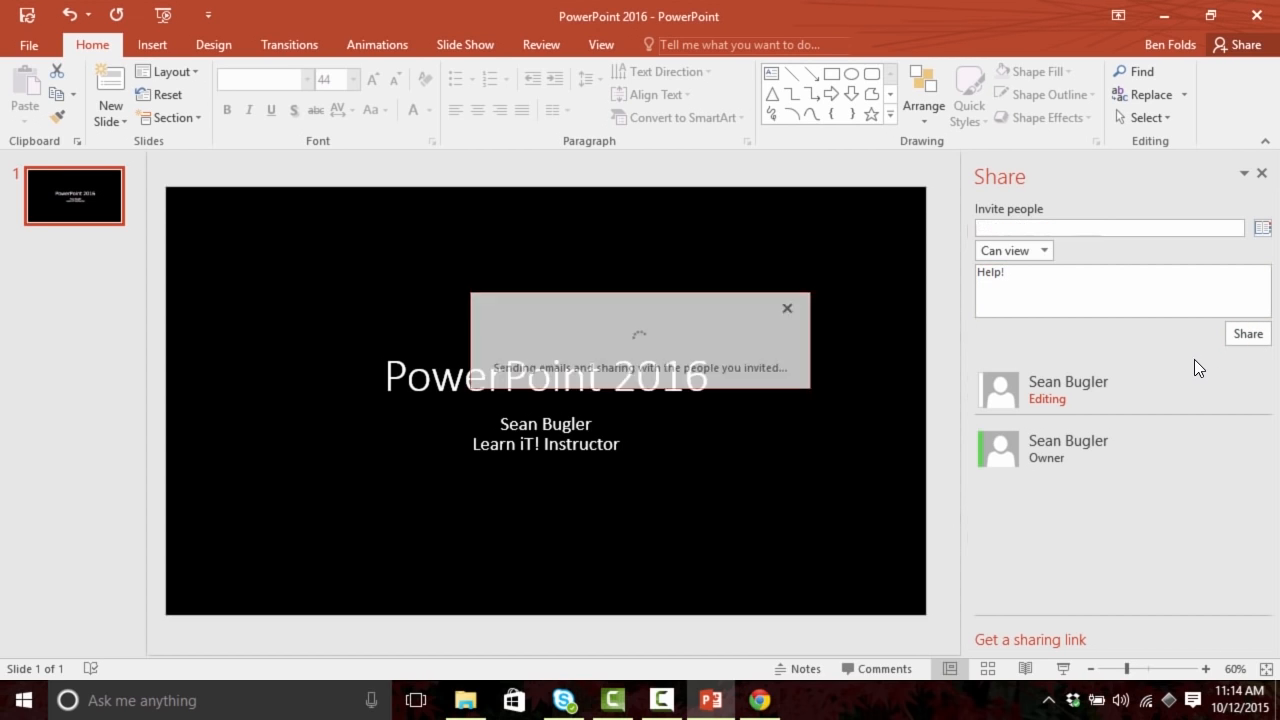 PowerPoint 2016 - PowerPoint
File
Home
Insert
Design
Transitions
Animations
Slide Show
Review
View
Tell me what you want to do...
Ben Folds
Share
Paste
Clipboard
New
Slide
Layout
Reset
Section
Slides
44
B I U S abc AV Aa A
Font
Text Direction
Align Text
Convert to SmartArt
Paragraph
Arrange
Quick
Styles
Shape Fill
Shape Outline
Shape Effects
Drawing
Find
Replace
Select
Editing
1
PowerPoint 2016
Share
Invite people
Can view
Help!
Share
Sean Bugler
Editing
Sean Bugler
Owner
Get a sharing link
Sending emails and sharing with the people you invited...
PowerPoint 2016
Sean Bugler
Learn iT! Instructor
Slide 1 of 1
Notes
Comments
60%
Ask me anything
11:14 AM
10/12/2015